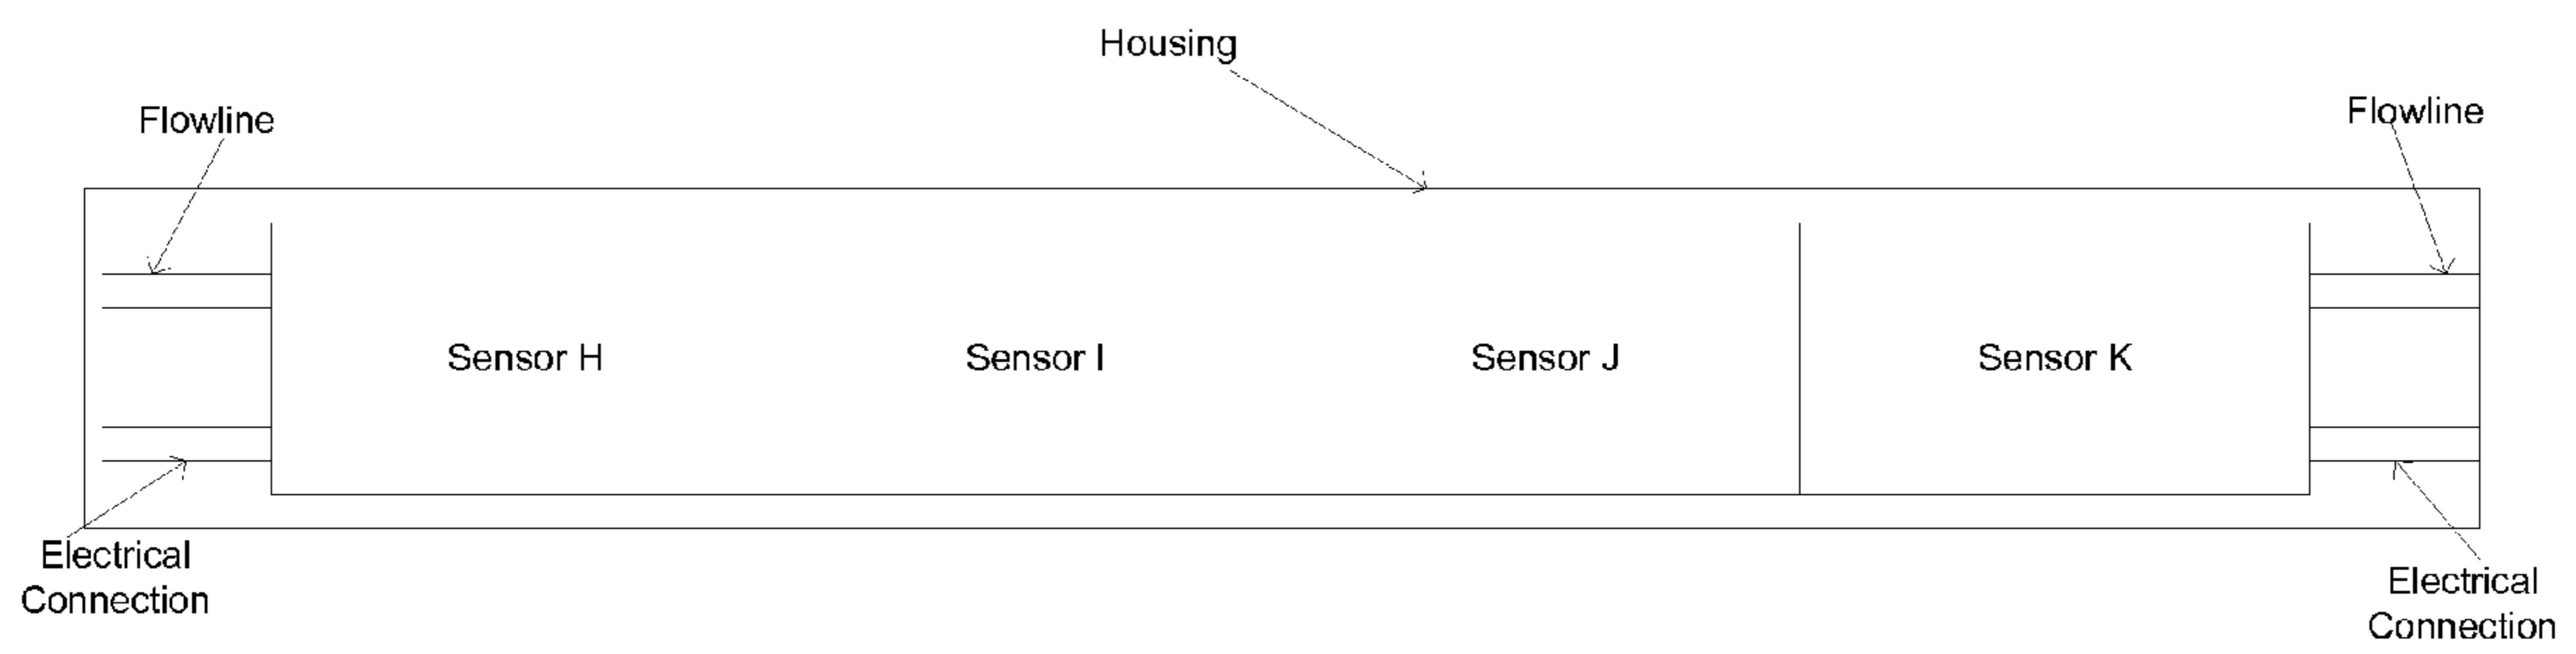 Housing
Flowline
Flowline
Sensor H
Sensor I
Sensor J
Sensor K
Electrical
Connection
Electrical
Connection